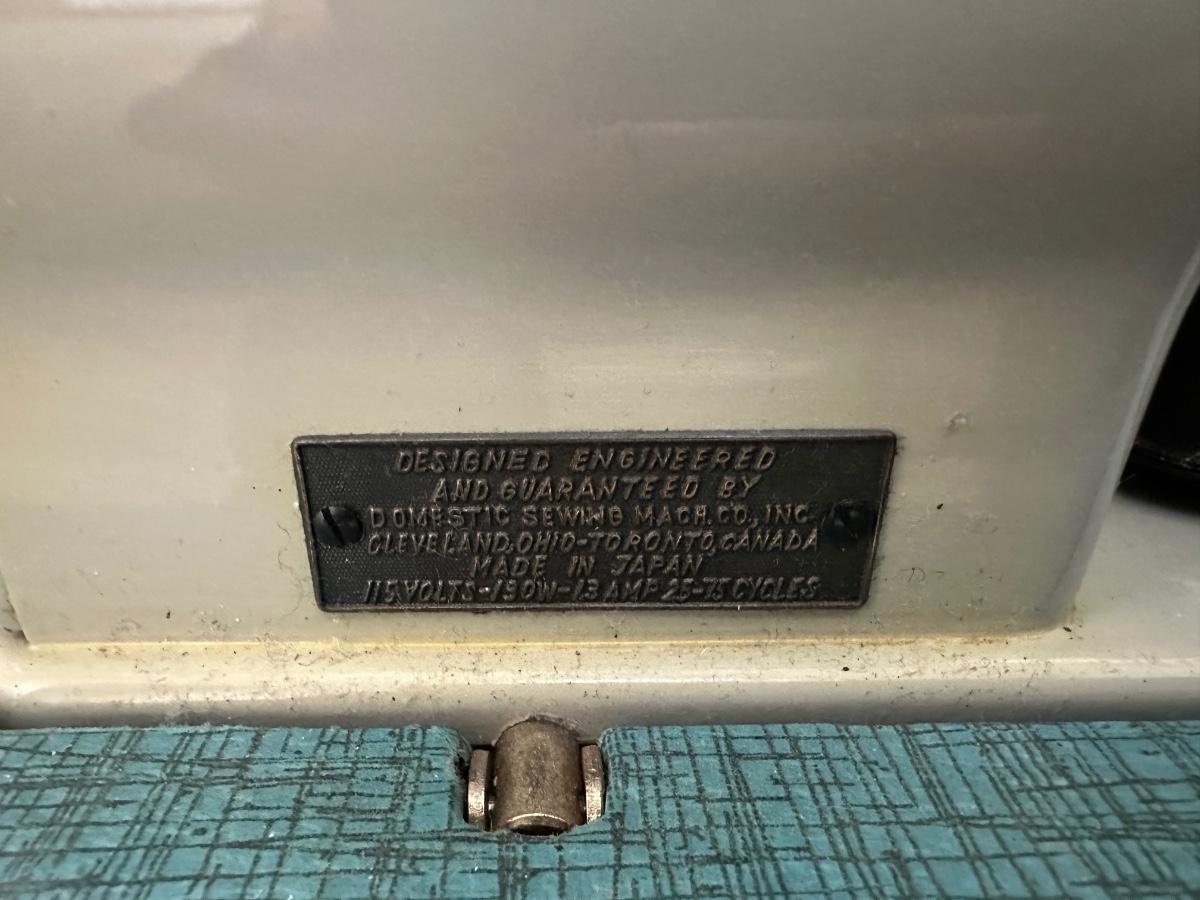 DESIGNED ENGINEERED
AND GUARANTEED BY
DOMESTIC SEWING MACH. CO., INC.
CLEVELAND, OHIO-TORONTO, CANADA
MADE IN JAPAN
115 VOLTS-150W-1.3 AMP 25-75 CYCLES